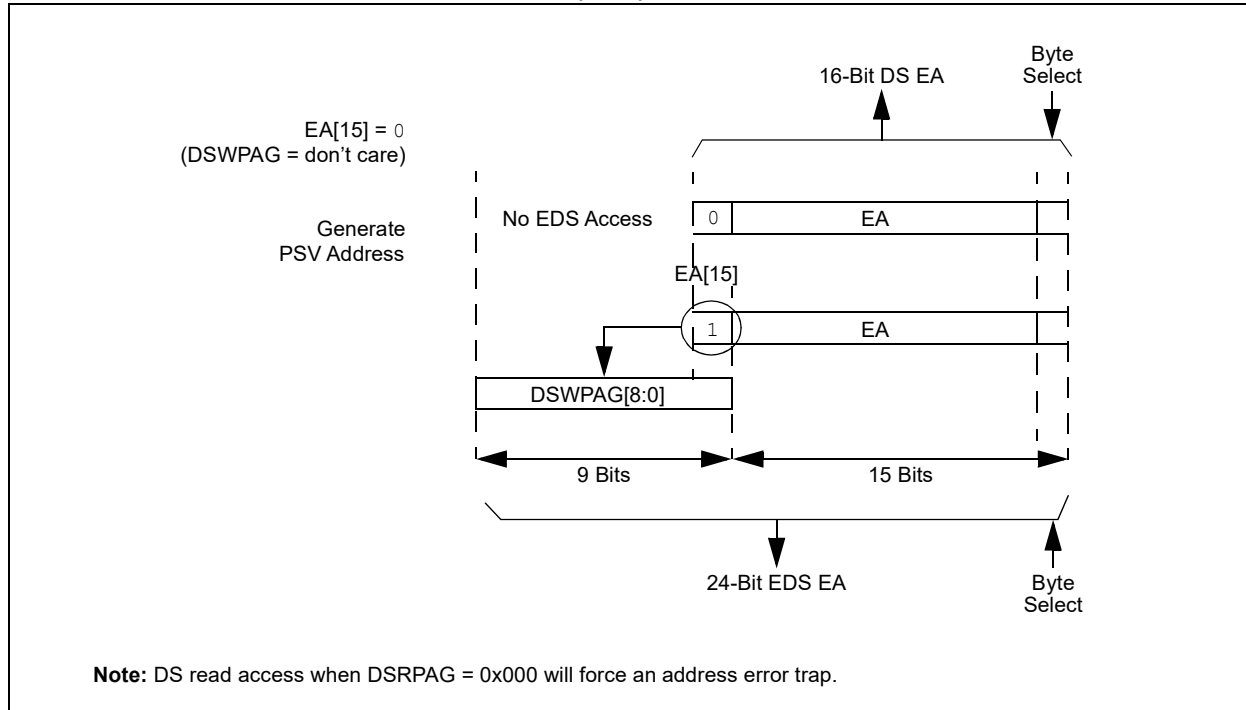 16-Bit DS EA
Byte
Select
EA[15] = 0
(DSWPAG = don't care)
Generate
PSV Address
No EDS Access
0
EA
EA[15]
1
EA
DSWPAG[8:0]
9 Bits
15 Bits
24-Bit EDS EA
Byte
Select
Note: DS read access when DSRPAG = 0x000 will force an address error trap.